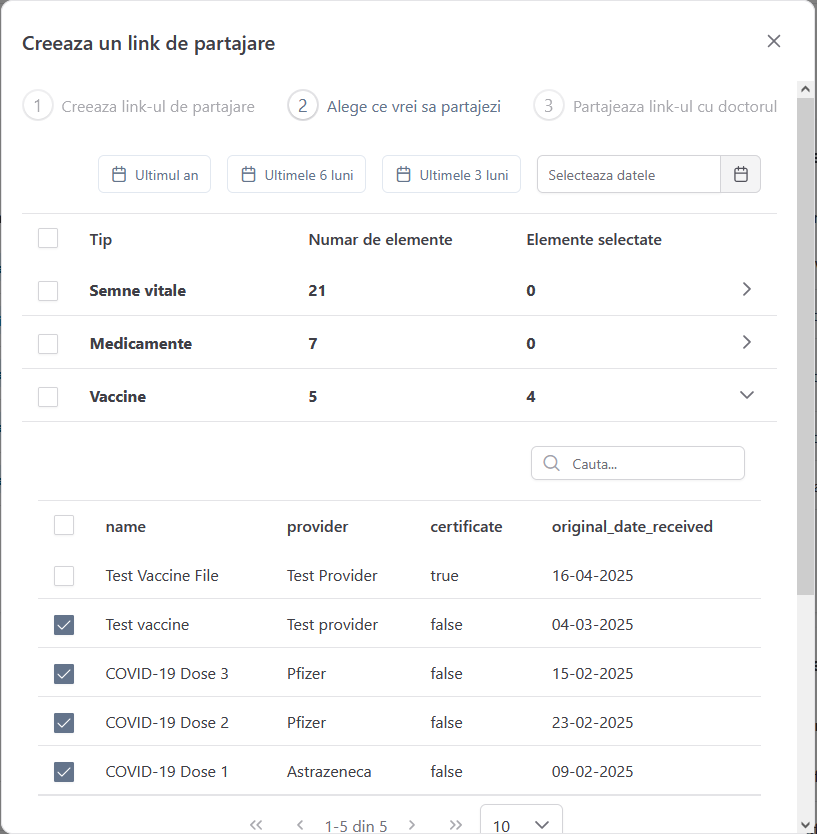 Creeaza un link de partajare
1 Creeaza link-ul de partajare 2 Alege ce vrei sa partajezi 3 Partajeaza link-ul cu doctorul
Ultimul an Ultimele 6 luni Ultimele 3 luni Selecteaza datele
Tip Numar de elemente Elemente selectate
Semne vitale 21 0
Medicamente 7 0
Vaccine 5 4
Cauta...
name provider certificate original_date_received
Test Vaccine File Test Provider true 16-04-2025
Test vaccine Test provider false 04-03-2025
COVID-19 Dose 3 Pfizer false 15-02-2025
COVID-19 Dose 2 Pfizer false 23-02-2025
COVID-19 Dose 1 Astrazeneca false 09-02-2025
1-5 din 5 10